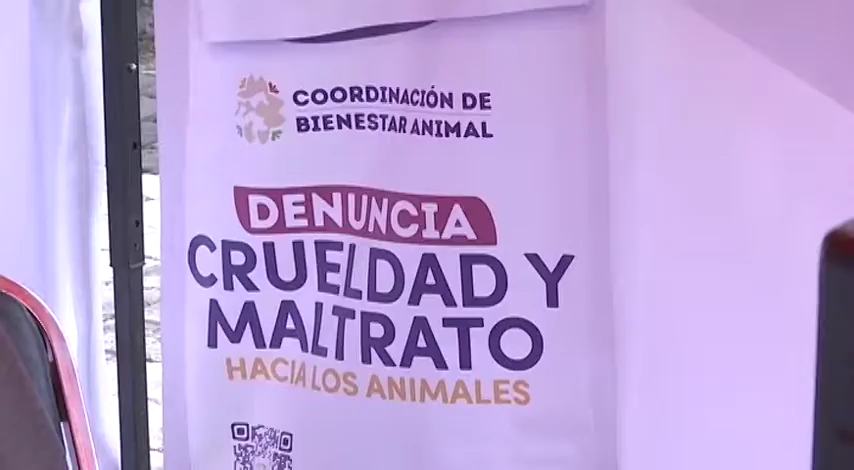 COORDINACIÓN DE
BIENESTAR ANIMAL
DENUNCIA
CRUELDAD Y
MALTRATO
HACIA LOS ANIMALES